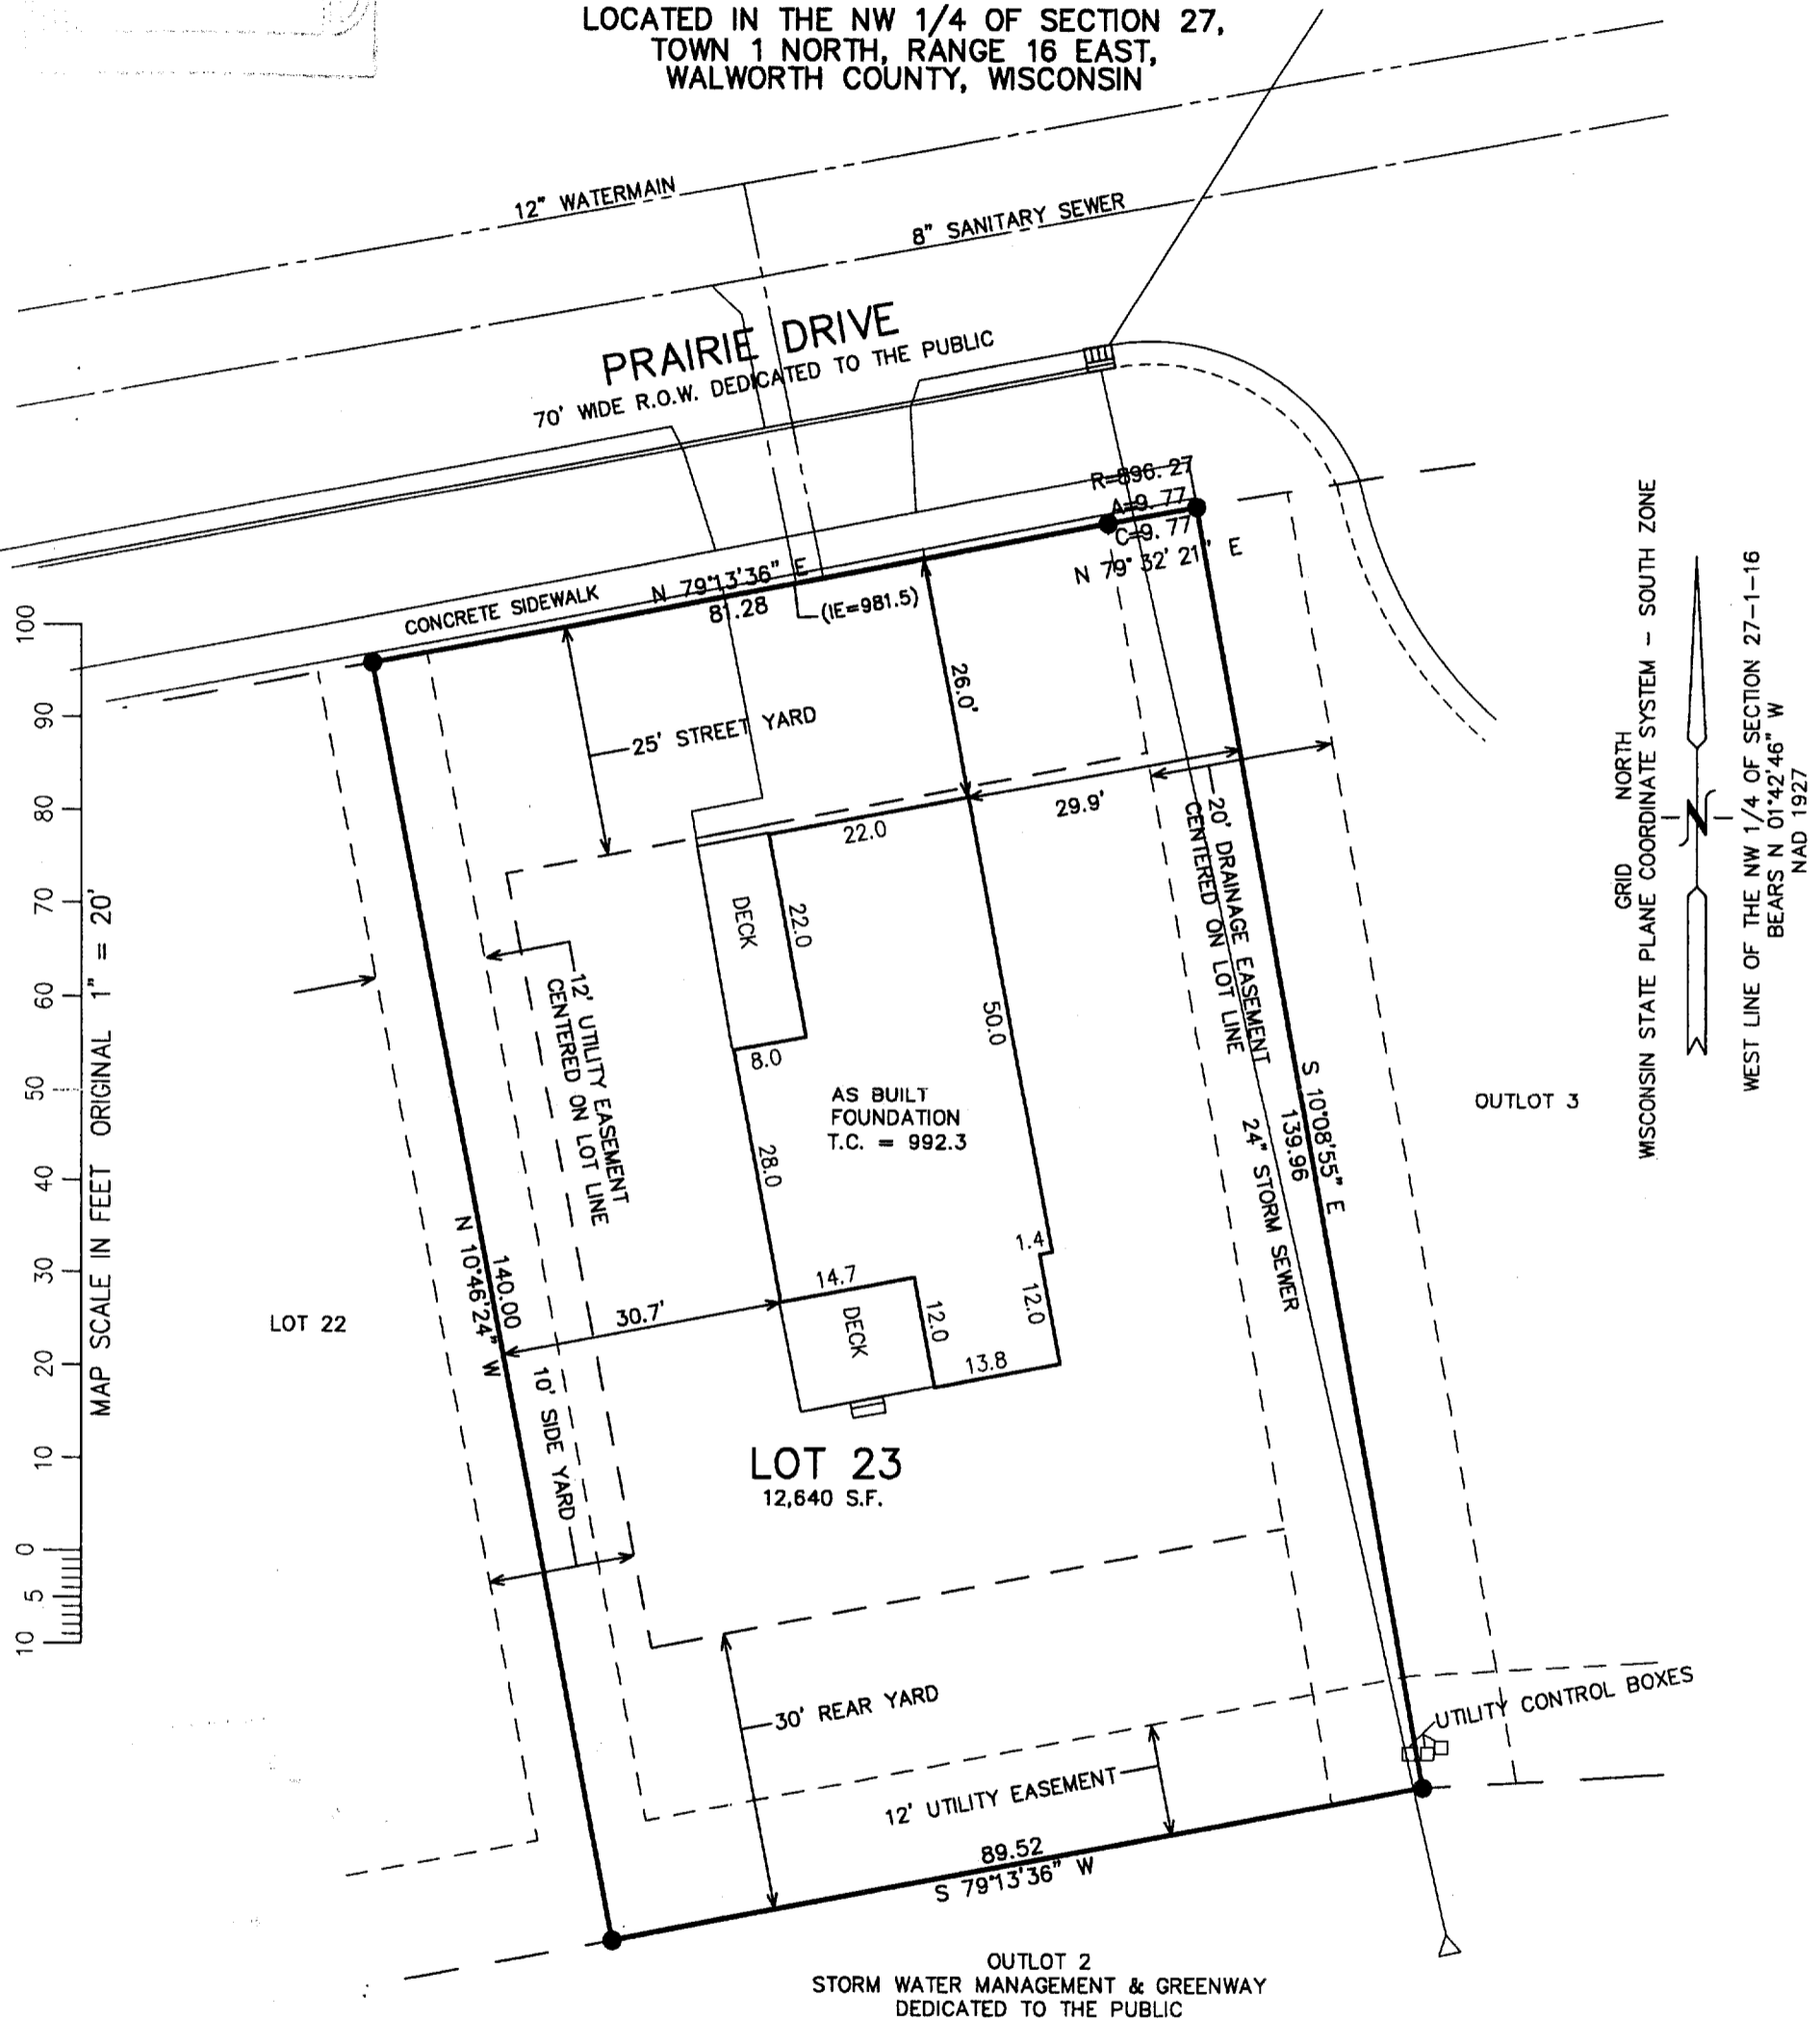 LOCATED IN THE NW 1/4 OF SECTION 27,
TOWN 1 NORTH, RANGE 16 EAST,
WALWORTH COUNTY, WISCONSIN
12" WATERMAIN
8" SANITARY SEWER
PRAIRIE DRIVE
70' WIDE R.O.W. DEDICATED TO THE PUBLIC
R=896.27
A=9.77
C=9.77
N 79°32'21" E
CONCRETE SIDEWALK
N 79°13'36" E
81.28
(IE=981.5)
26.0'
25' STREET YARD
29.9'
22.0
DECK
22.0
20' DRAINAGE EASEMENT
CENTERED ON LOT LINE
12' UTILITY EASEMENT
CENTERED ON LOT LINE
50.0
8.0
AS BUILT
FOUNDATION
T.C. = 992.3
28.0
S 10°08'55" E
139.96
24" STORM SEWER
OUTLOT 3
1.4
14.7
12.0
DECK
12.0
13.8
30.7'
N 10°46'24" W
140.00
LOT 22
10' SIDE YARD
LOT 23
12,640 S.F.
30' REAR YARD
UTILITY CONTROL BOXES
12' UTILITY EASEMENT
89.52
S 79°13'36" W
OUTLOT 2
STORM WATER MANAGEMENT & GREENWAY
DEDICATED TO THE PUBLIC
100
90
80
70
60
50
40
30
20
10
0
5
10
MAP SCALE IN FEET ORIGINAL 1" = 20'
GRID NORTH
WISCONSIN STATE PLANE COORDINATE SYSTEM - SOUTH ZONE
N
WEST LINE OF THE NW 1/4 OF SECTION 27-1-16
BEARS N 01°42'46" W
NAD 1927